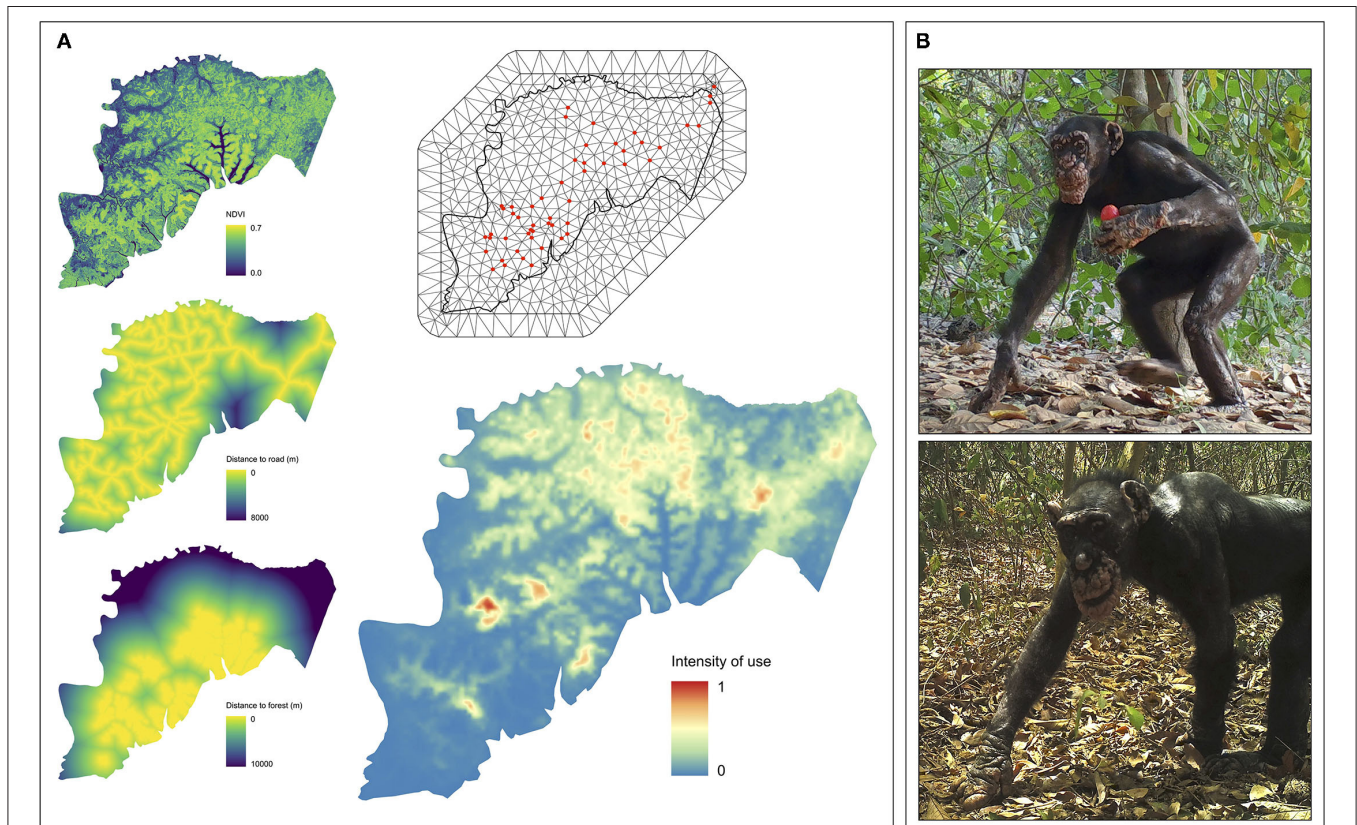 A
NDVI
0.7
0.0
Distance to road (m)
0
8000
Distance to forest (m)
0
10000
Intensity of use
1
0
B